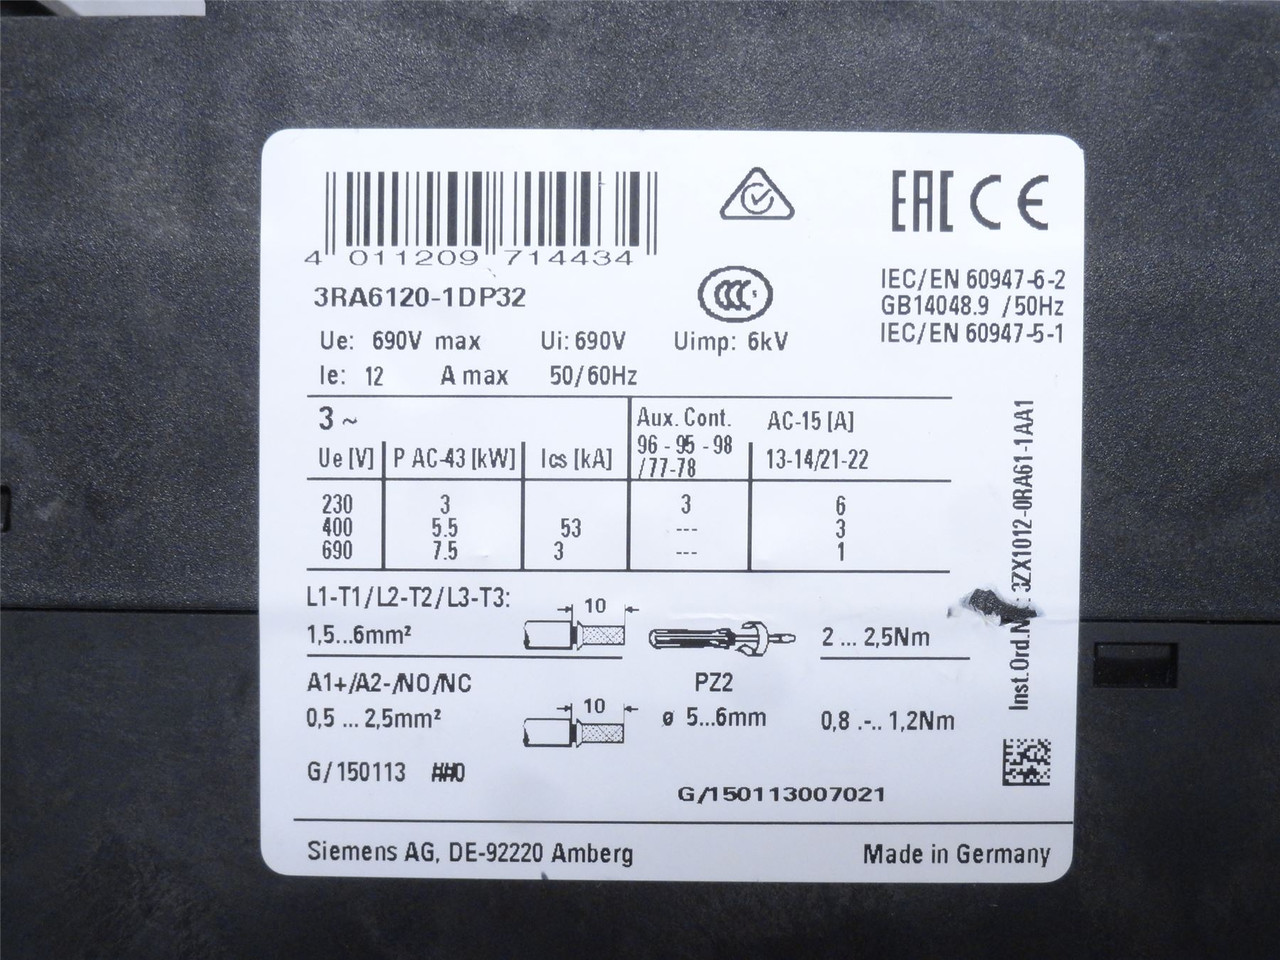 4 011209 714434
3RA6120-1DP32
EAC CE
CCC S
IEC/EN 60947-6-2
GB14048.9 /50Hz
IEC/EN 60947-5-1
Ue: 690V max Ui: 690V Uimp: 6kV
Ie: 12 A max 50/60Hz
3 ~
Aux. Cont. AC-15 [A]
Ue [V] P AC-43 [kW] Ics [kA] 96 - 95 - 98 13-14/21-22
/77-78
230 3 3 6
400 5.5 53 --- 3
690 7.5 3 --- 1
L1-T1/L2-T2/L3-T3: 10
1,5...6mm² 2 ... 2,5Nm
A1+/A2-/NO/NC 10 PZ2
0,5 ... 2,5mm² ø 5...6mm 0,8 .-.. 1,2Nm
G/150113 ##0
G/150113007021
Siemens AG, DE-92220 Amberg Made in Germany
Inst.Ord.N : 3ZX1012-0RA61-1AA1